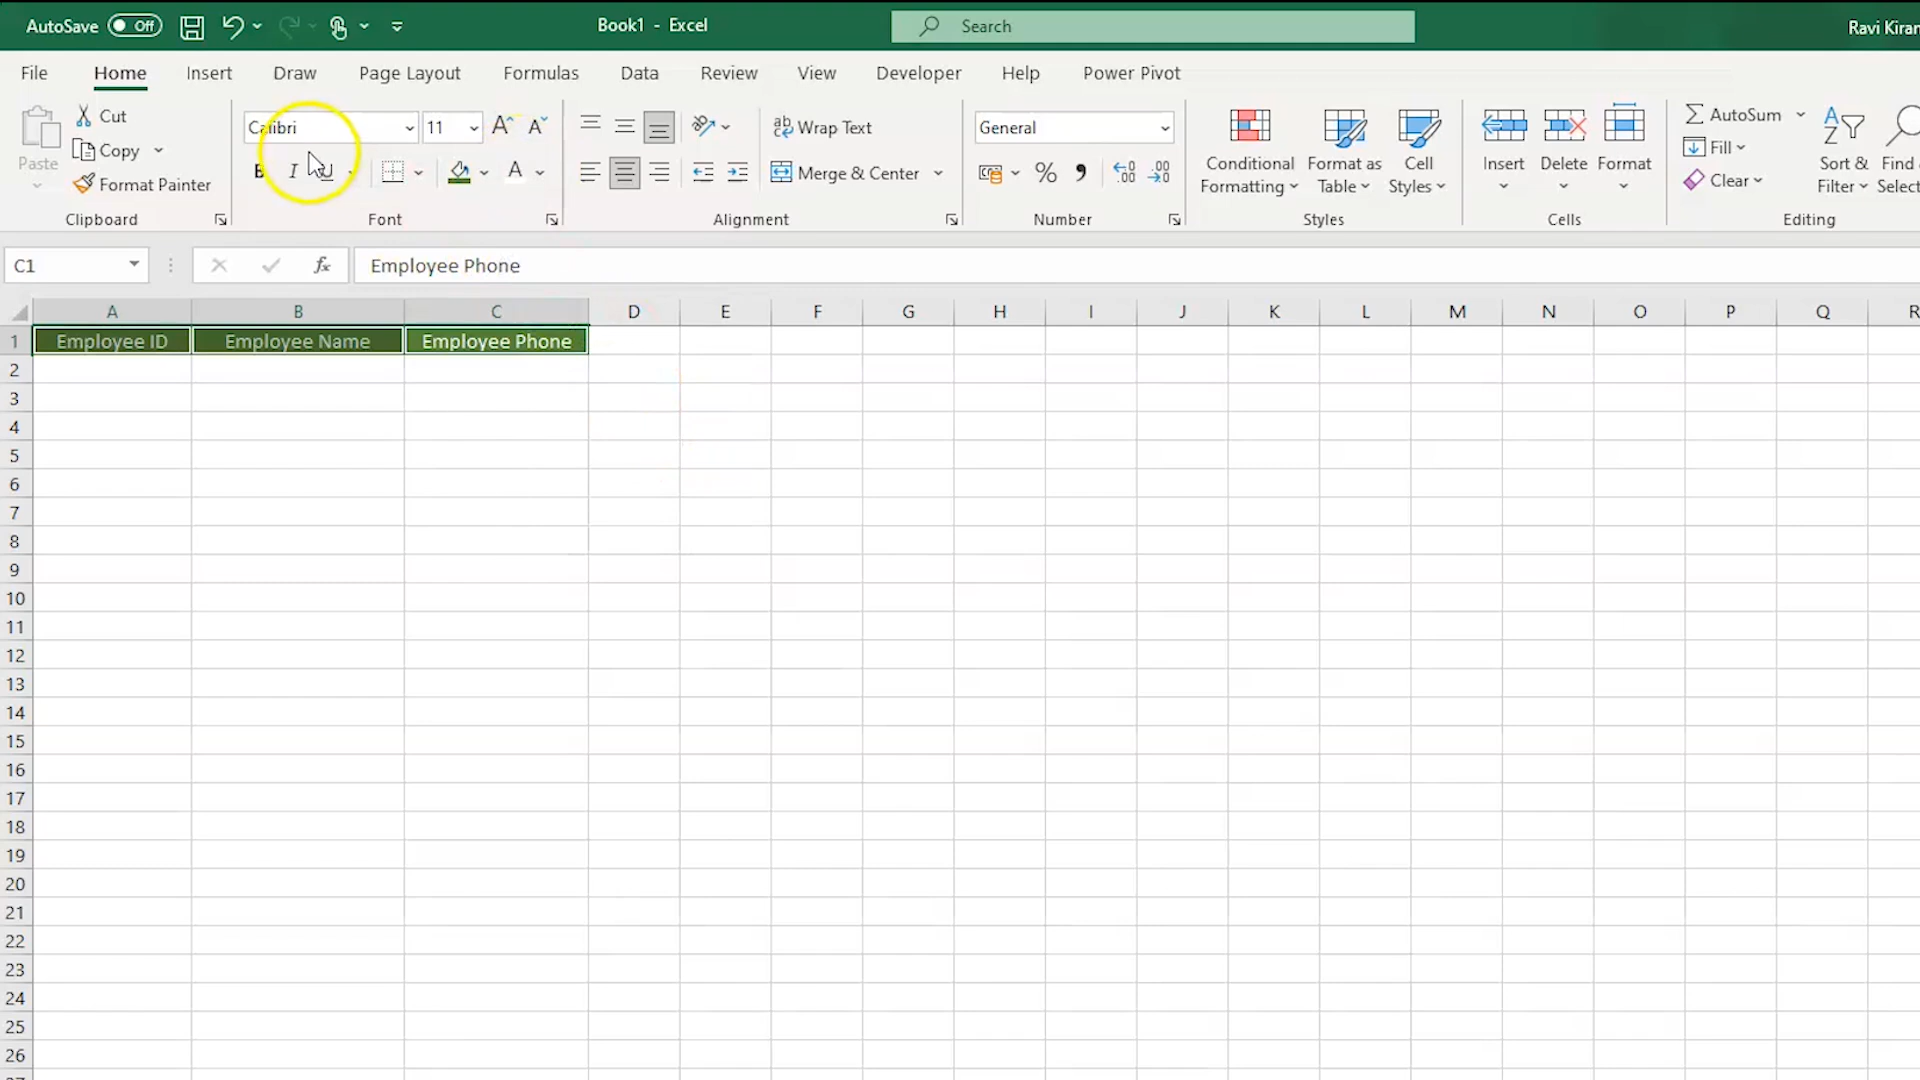 AutoSave Off Book1 - Excel Search Ravi Kiran
File Home Insert Draw Page Layout Formulas Data Review View Developer Help Power Pivot
Paste
Cut
Copy
Format Painter
Clipboard
Calibri 11
B I U
Font
Wrap Text
Merge & Center
Alignment
General
%
Number
Conditional Formatting
Format as Table
Cell Styles
Styles
Insert Delete Format
Cells
AutoSum
Fill
Clear
Sort & Filter
Find
Editing
C1 fx Employee Phone
A B C D E F G H I J K L M N O P Q R
1 Employee ID Employee Name Employee Phone
2
3
4
5
6
7
8
9
10
11
12
13
14
15
16
17
18
19
20
21
22
23
24
25
26